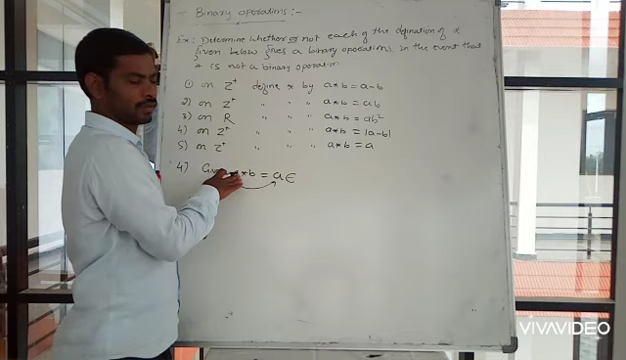 - Binary operations:-
Ex: Determine whether or not each of the definition of *
given below gives a binary operation, in the event that
* is not a binary operation
1) on Z⁺ define * by a*b = a-b
2) on Z⁺ " " " a*b = ab
3) on R " " " a*b = ab²
4) on Z⁺ " " " a*b = |a-b|
5) on Z⁺ " " " a*b = a
4) *b = a ∈
VIVAVIDEO